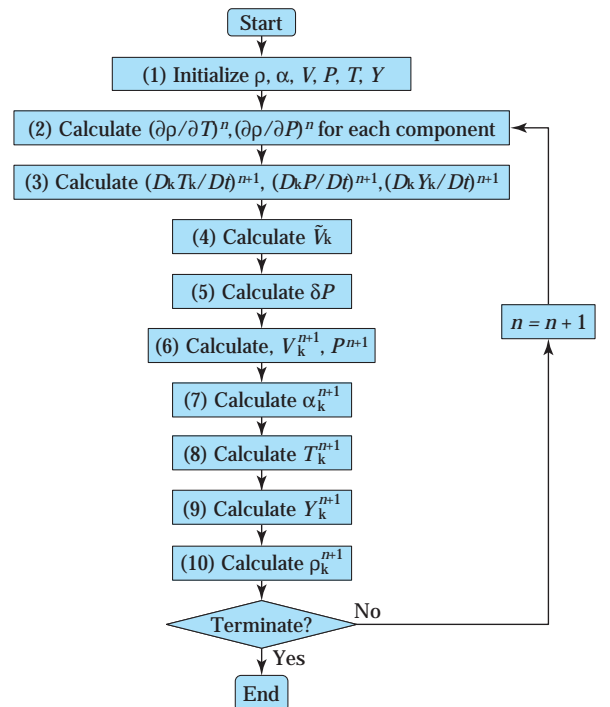 Start
(1) Initialize ρ, α, V, P, T, Y
(2) Calculate (∂ρ/∂T)ⁿ,(∂ρ/∂P)ⁿ for each component
(3) Calculate (DₖTₖ/Dt)ⁿ⁺¹, (DₖP/Dt)ⁿ⁺¹,(DₖYₖ/Dt)ⁿ⁺¹
(4) Calculate Ṽₖ
(5) Calculate δP
(6) Calculate, Vₖⁿ⁺¹, Pⁿ⁺¹
n = n + 1
(7) Calculate αₖⁿ⁺¹
(8) Calculate Tₖⁿ⁺¹
(9) Calculate Yₖⁿ⁺¹
(10) Calculate ρₖⁿ⁺¹
Terminate?
No
Yes
End